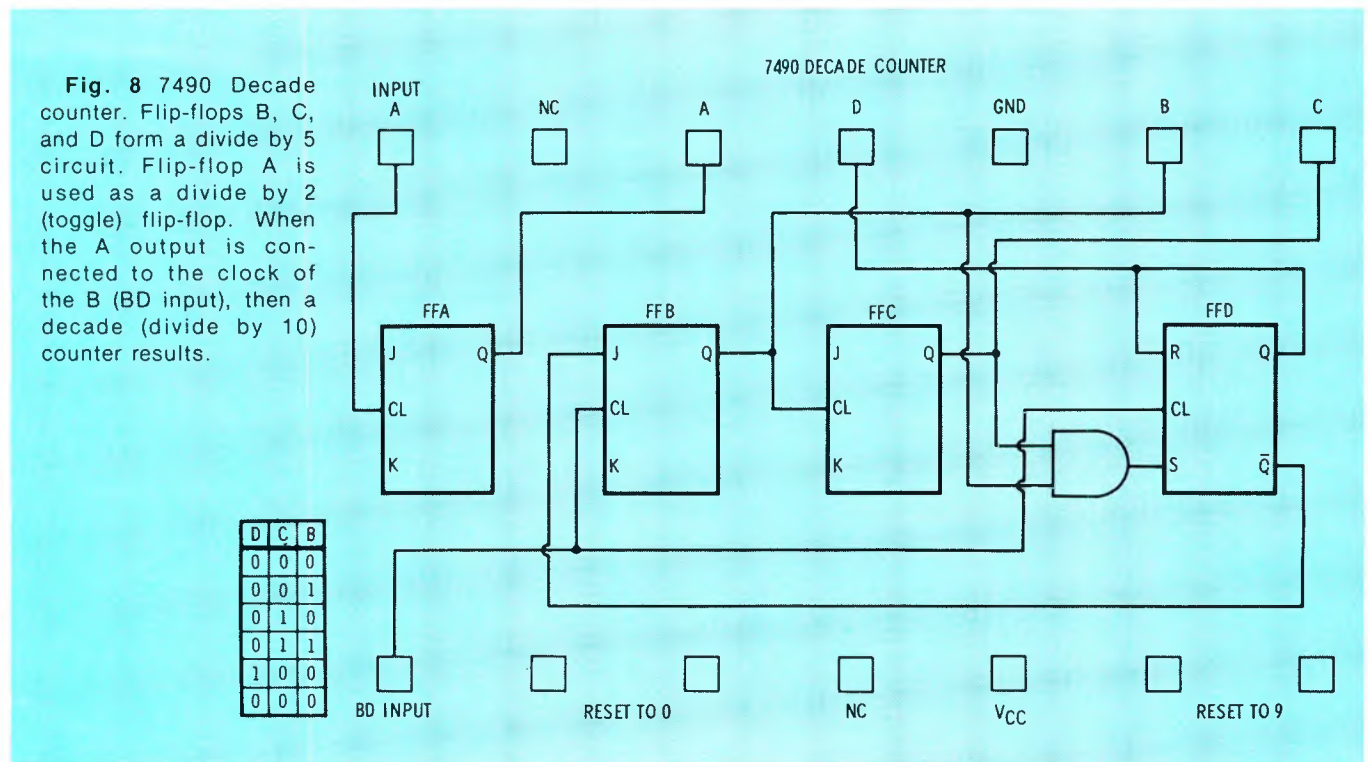 7490 DECADE COUNTER
Fig. 8 7490 Decade
counter. Flip-flops B, C,
and D form a divide by 5
circuit. Flip-flop A is
used as a divide by 2
(toggle) flip-flop. When
the A output is con-
nected to the clock of
the B (BD input), then a
decade (divide by 10)
counter results.
INPUT
A NC A D GND B C
FFA FFB FFC FFD
J Q J Q J Q R Q
CL CL CL CL
K K K S Q̅
D C B
0 0 0
0 0 1
0 1 0
0 1 1
1 0 0
0 0 0
BD INPUT RESET TO 0 NC VCC RESET TO 9